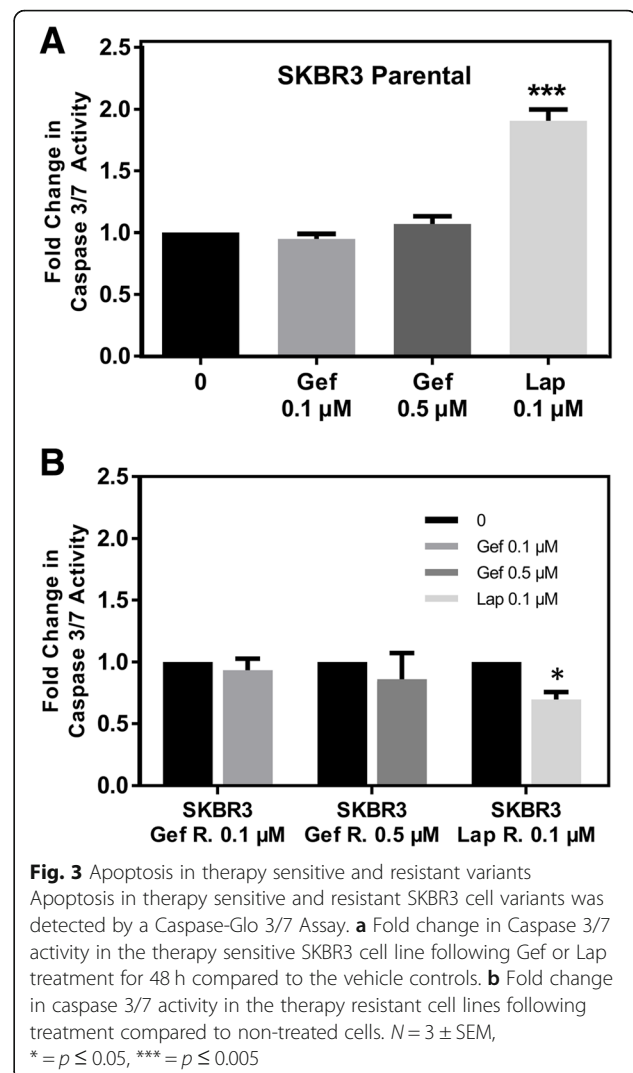 A
SKBR3 Parental
Fold Change in
Caspase 3/7 Activity
2.5
2.0
1.5
1.0
0.5
0.0
***
0
Gef
0.1 µM
Gef
0.5 µM
Lap
0.1 µM
B
Fold Change in
Caspase 3/7 Activity
2.5
2.0
1.5
1.0
0.5
0.0
0
Gef 0.1 µM
Gef 0.5 µM
Lap 0.1 µM
*
SKBR3
Gef R. 0.1 µM
SKBR3
Gef R. 0.5 µM
SKBR3
Lap R. 0.1 µM
Fig. 3 Apoptosis in therapy sensitive and resistant variants
Apoptosis in therapy sensitive and resistant SKBR3 cell variants was
detected by a Caspase-Glo 3/7 Assay. a Fold change in Caspase 3/7
activity in the therapy sensitive SKBR3 cell line following Gef or Lap
treatment for 48 h compared to the vehicle controls. b Fold change
in caspase 3/7 activity in the therapy resistant cell lines following
treatment compared to non-treated cells. N = 3 ± SEM,
* = p ≤ 0.05, *** = p ≤ 0.005